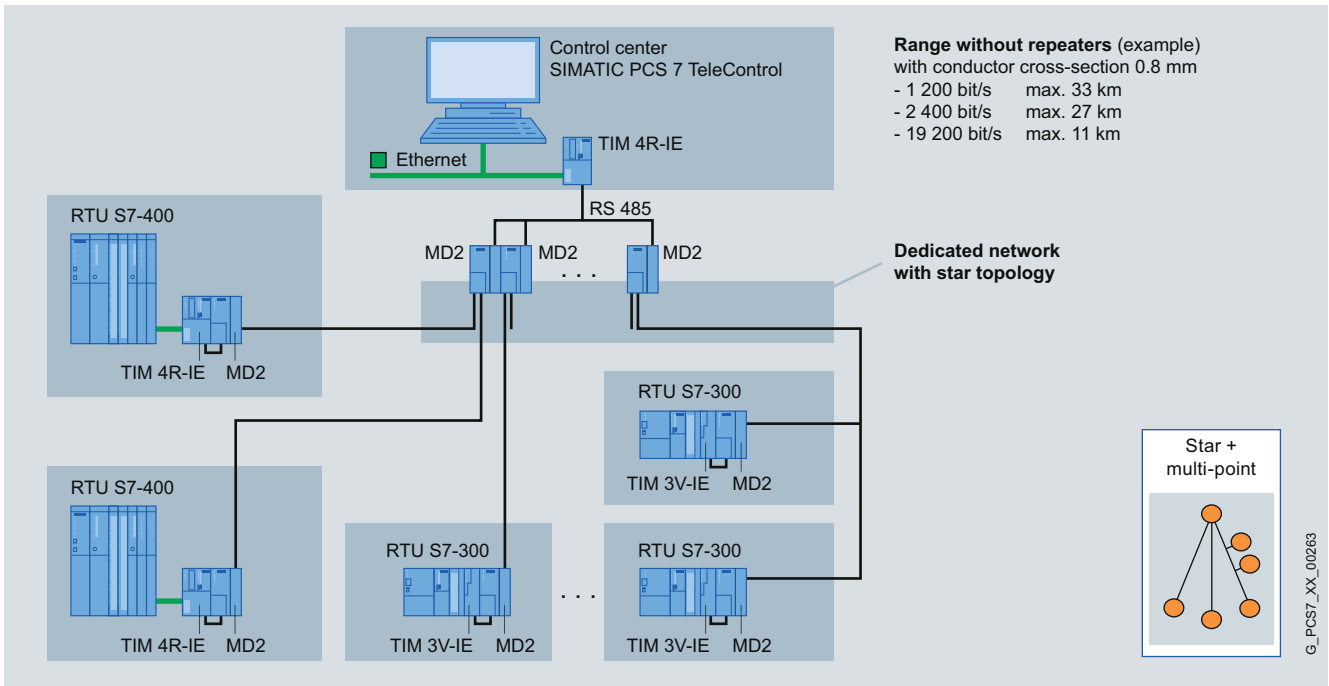 Control center
SIMATIC PCS 7 TeleControl
TIM 4R-IE
Ethernet
Range without repeaters (example)
with conductor cross-section 0.8 mm
- 1 200 bit/s max. 33 km
- 2 400 bit/s max. 27 km
- 19 200 bit/s max. 11 km
RS 485
RTU S7-400
MD2 MD2 . . . MD2
Dedicated network
with star topology
TIM 4R-IE MD2
RTU S7-300
TIM 3V-IE MD2
Star +
multi-point
RTU S7-400
TIM 4R-IE MD2
RTU S7-300
TIM 3V-IE MD2
. . .
RTU S7-300
TIM 3V-IE MD2
G_PCS7_XX_00263